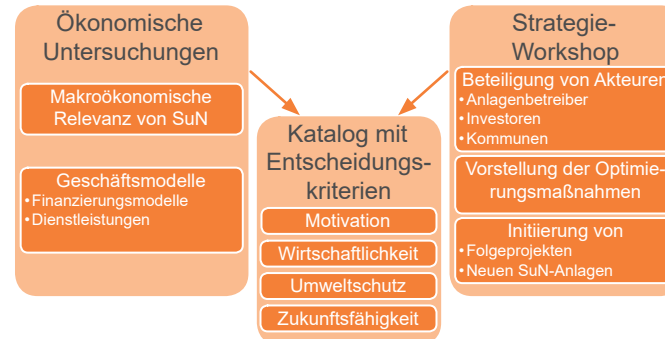 Ökonomische
Untersuchungen
Makroökonomische
Relevanz von SuN
Geschäftsmodelle
• Finanzierungsmodelle
• Dienstleistungen
Katalog mit
Entscheidungs-
kriterien
Motivation
Wirtschaftlichkeit
Umweltschutz
Zukunftsfähigkeit
Strategie-
Workshop
Beteiligung von Akteuren
• Anlagenbetreiber
• Investoren
• Kommunen
Vorstellung der Optimie-
rungsmaßnahmen
Initiierung von
• Folgeprojekten
• Neuen SuN-Anlagen